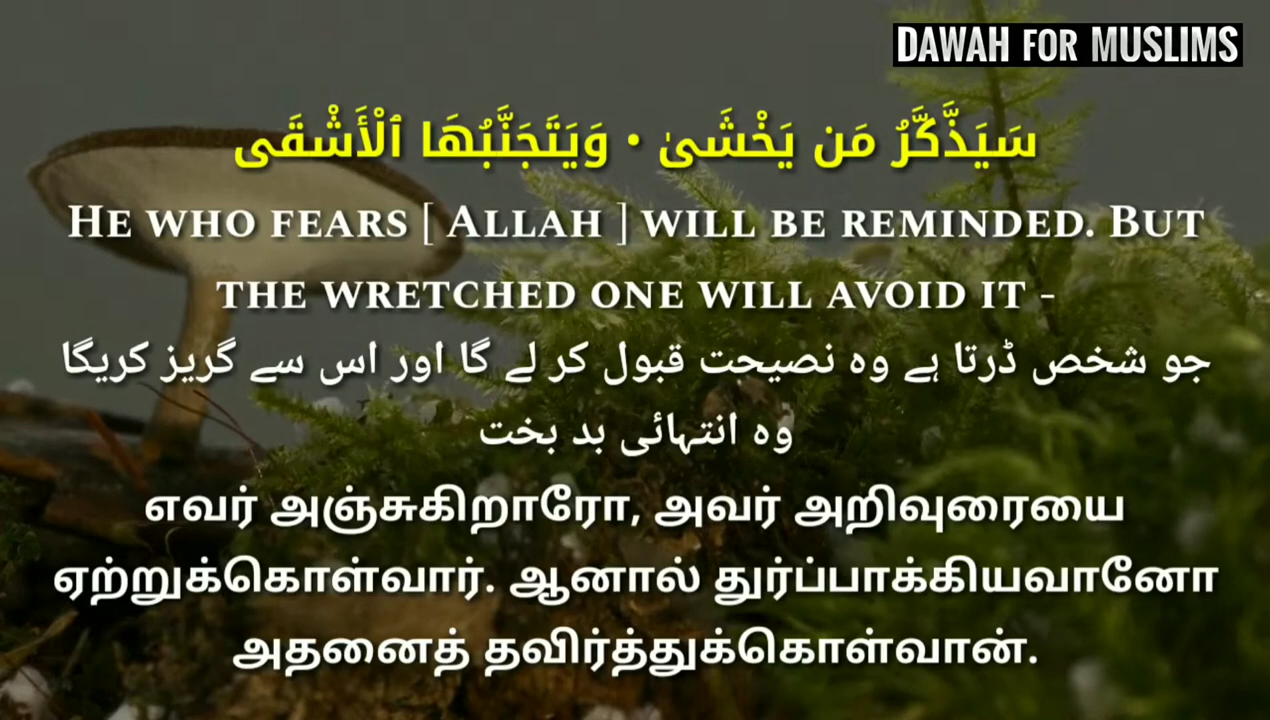 DAWAH FOR MUSLIMS
سَيَذَّكَّرُ مَن يَخْشَىٰ • وَيَتَجَنَّبُهَا ٱلْأَشْقَى
He who fears [ Allah ] will be reminded. But
the wretched one will avoid it -
جو شخص ڈرتا ہے وہ نصیحت قبول کر لے گا اور اس سے گریز کریگا
وہ انتہائی بد بخت
எவர் அஞ்சுகிறாரோ, அவர் அறிவுரையை
ஏற்றுக்கொள்வார். ஆனால் துர்ப்பாக்கியவானோ
அதனைத் தவிர்த்துக்கொள்வான்.